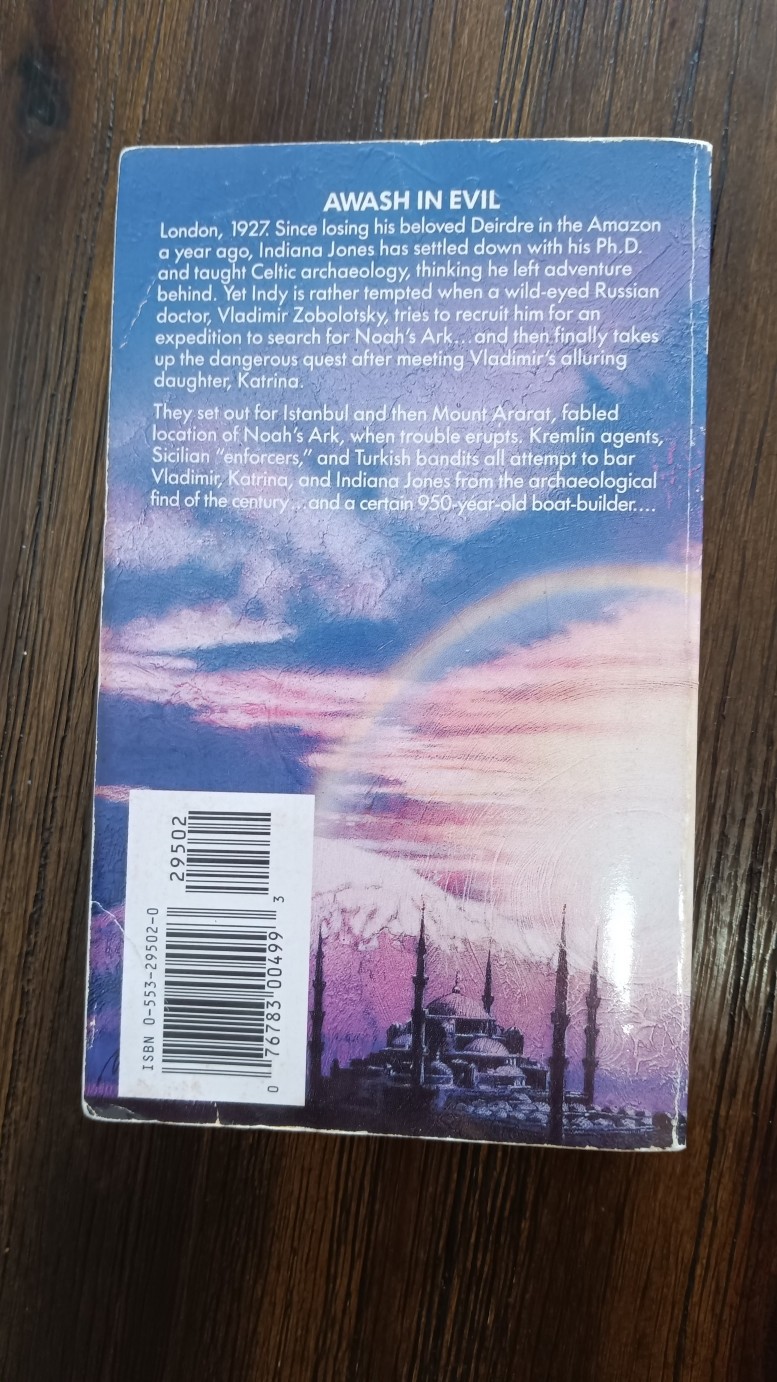 AWASH IN EVIL
London, 1927. Since losing his beloved Deirdre in the Amazon
a year ago, Indiana Jones has settled down with his Ph.D.
and taught Celtic archaeology, thinking he left adventure
behind. Yet Indy is rather tempted when a wild-eyed Russian
doctor, Vladimir Zobolotsky, tries to recruit him for an
expedition to search for Noah's Ark...and then finally takes
up the dangerous quest after meeting Vladimir's alluring
daughter, Katrina.
They set out for Istanbul and then Mount Ararat, fabled
location of Noah's Ark, when trouble erupts. Kremlin agents,
Sicilian "enforcers," and Turkish bandits all attempt to bar
Vladimir, Katrina, and Indiana Jones from the archaeological
find of the century...and a certain 950-year-old boat-builder....
29502
ISBN 0-553-29502-0
0 76783 00499 3